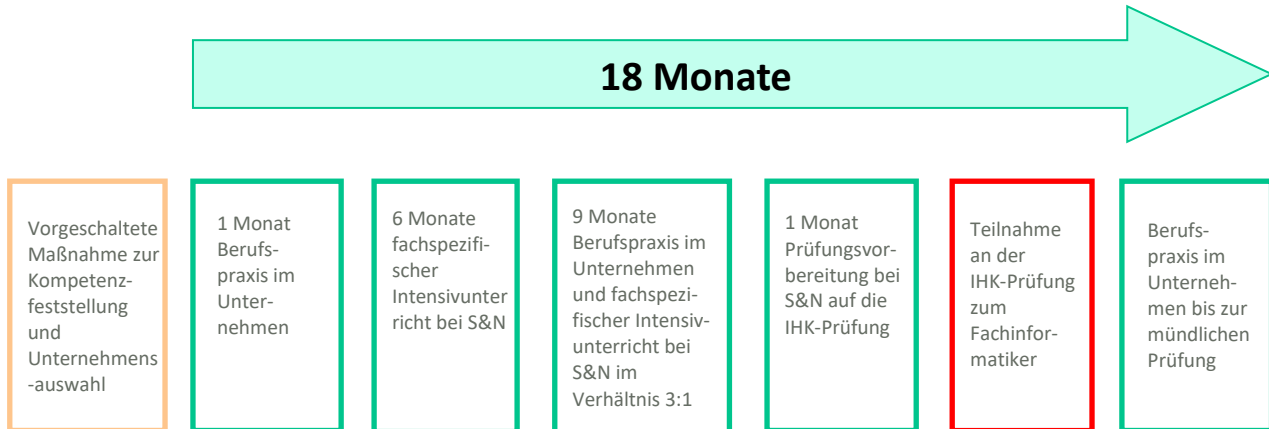 18 Monate
Vorgeschaltete
Maßnahme zur
Kompetenz-
feststellung
und
Unternehmens
-auswahl
1 Monat
Berufs-
praxis im
Unter-
nehmen
6 Monate
fachspezifi-
scher
Intensivunter
richt bei S&N
9 Monate
Berufspraxis im
Unternehmen
und fachspezi-
fischer Intensiv-
unterricht bei
S&N im
Verhältnis 3:1
1 Monat
Prüfungsvor-
bereitung bei
S&N auf die
IHK-Prüfung
Teilnahme
an der
IHK-Prüfung
zum
Fachinfor-
matiker
Berufs-
praxis im
Unterneh-
men bis zur
mündlichen
Prüfung